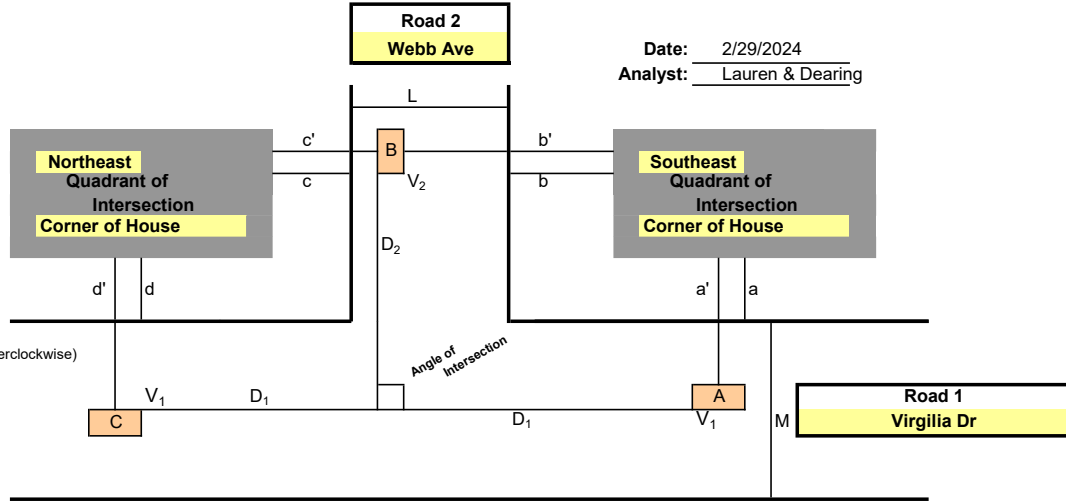 Road 2
Webb Ave
Date: 2/29/2024
Analyst: Lauren & Dearing
L
c' B b'
Northeast
Quadrant of
Intersection
Corner of House
c V2 b
Southeast
Quadrant of
Intersection
Corner of House
D2
d' d
a' a
erclockwise)
Angle of
Intersection
V1 D1
C
D1
A
V1
M
Road 1
Virgilia Dr